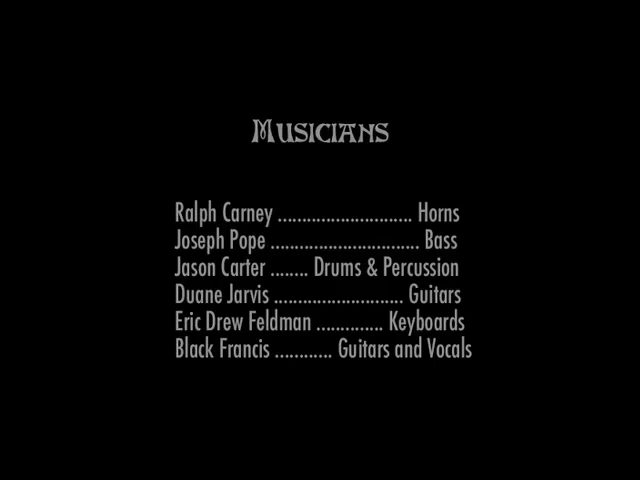 Musicians
Ralph Carney ............................ Horns
Joseph Pope ............................... Bass
Jason Carter ........ Drums & Percussion
Duane Jarvis ........................... Guitars
Eric Drew Feldman .............. Keyboards
Black Francis ............ Guitars and Vocals